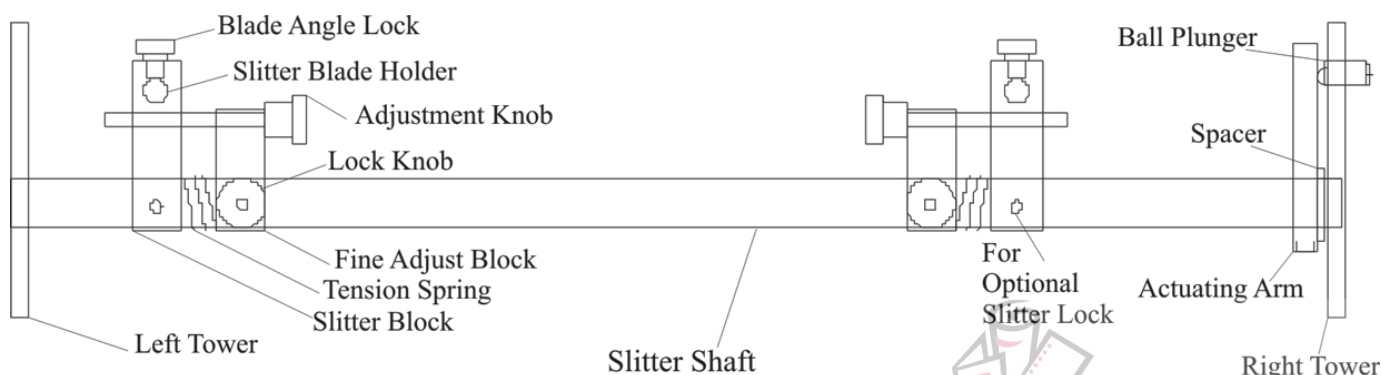 Blade Angle Lock
Slitter Blade Holder
Adjustment Knob
Lock Knob
Fine Adjust Block
Tension Spring
Slitter Block
Left Tower
Slitter Shaft
For
Optional
Slitter Lock
Ball Plunger
Spacer
Actuating Arm
Right Tower